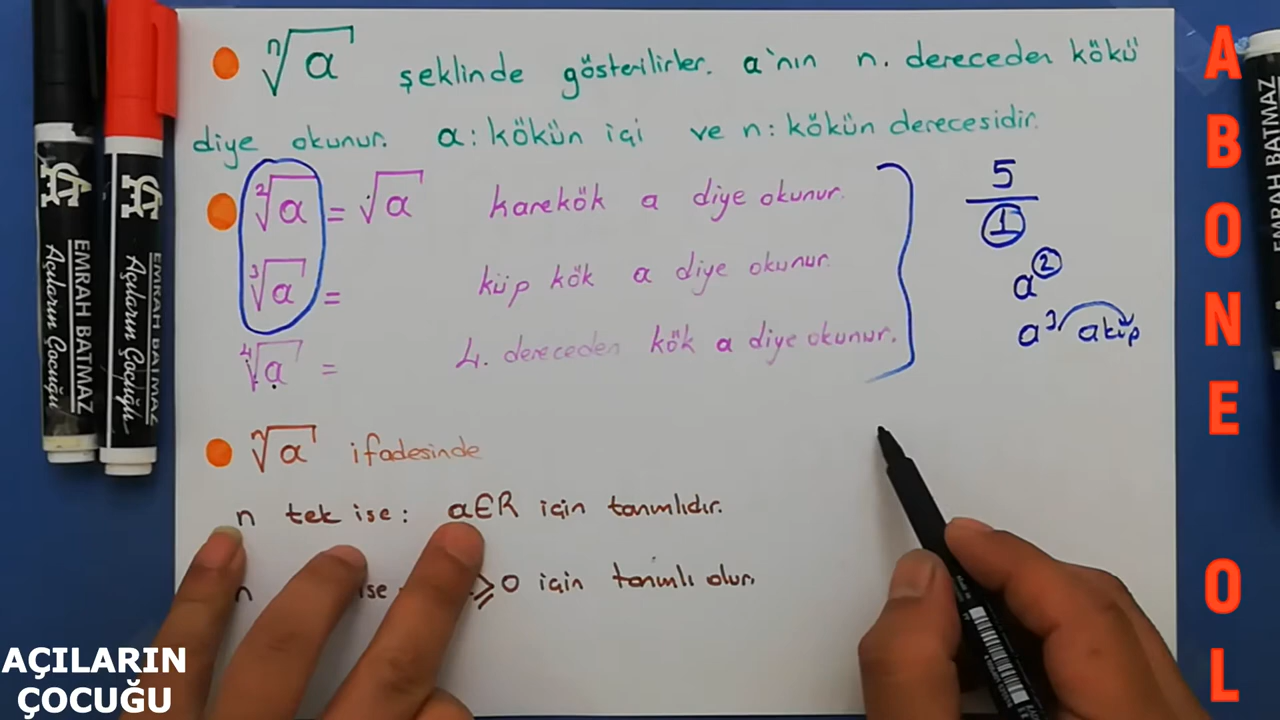 ⁿ√a şeklinde gösterilirler. a'nın n. dereceden kökü
diye okunur. a: kökün içi ve n: kökün derecesidir.
²√a = √a karekök a diye okunur.
³√a = küp kök a diye okunur.
⁴√a = 4. dereceden kök a diye okunur.
5
1
a²
a³ a küp
ⁿ√a ifadesinde
n tek ise: a∈R için tanımlıdır.
n ise ≥0 için tanımlı olur.
EMRAH BATMAZ
Açıların Çocuğu
EMRAH BATMAZ
Açıların Çocuğu
EMRAH BATMAZ
ABONE OL
AÇILARIN
ÇOCUĞU